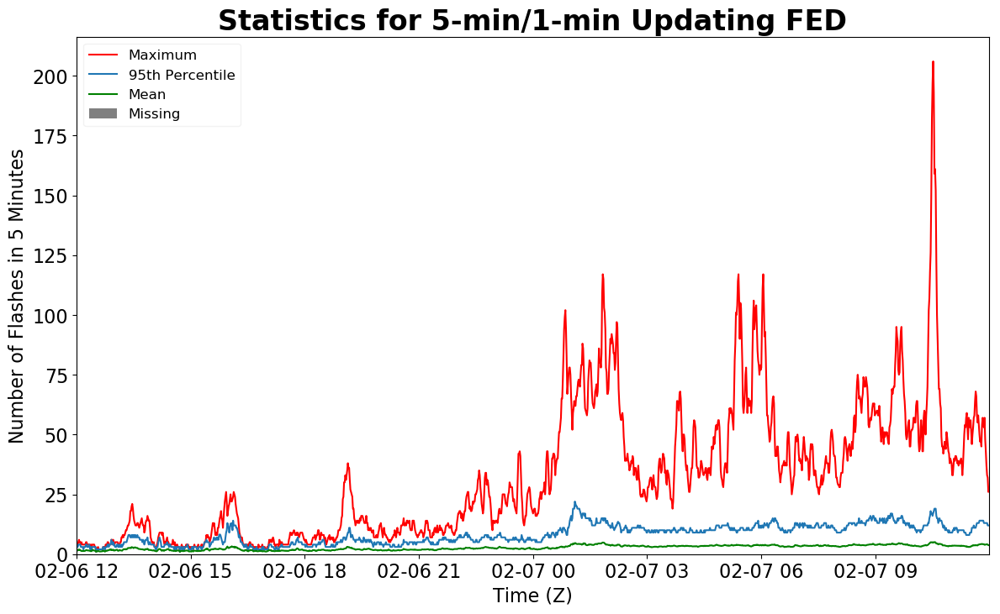 Statistics for 5-min/1-min Updating FED
Number of Flashes in 5 Minutes
200
175
150
125
100
75
50
25
0
Maximum
95th Percentile
Mean
Missing
02-06 12 02-06 15 02-06 18 02-06 21 02-07 00 02-07 03 02-07 06 02-07 09
Time (Z)